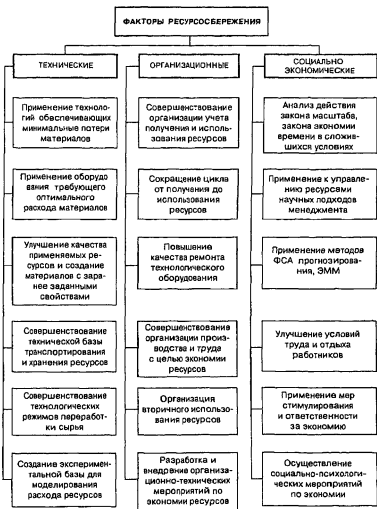 ФАКТОРЫ РЕСУРСОСБЕРЕЖЕНИЯ
ТЕХНИЧЕСКИЕ
Применение техноло-
гий обеспечивающих
минимальные потери
материалов
Применение оборудо
вания требующего
оптимального
расхода материалов
Улучшение качества
применяемых ре-
сурсов и создание
материалов с зара-
нее заданными
свойствами
Совершенствование
технической базы
транспортирования
и хранения ресурсов
Совершенствование
технологических
режимов переработ-
ки сырья
Создание эксперимен-
тальной базы для
моделирования
расхода ресурсов
ОРГАНИЗАЦИОННЫЕ
Совершенствование
организации учета
получения и исполь-
зования ресурсов
Сокращение цикла
от получения до
использования
ресурсов
Повышение
качества ремонта
технологического
оборудования
Совершенствование
организации произ-
водства и труда
с целью экономии
ресурсов
Организация
вторичного использо-
вания ресурсов
Разработка и
внедрение организа-
ционно-технических
мероприятий по
экономии ресурсов
СОЦИАЛЬНО
ЭКОНОМИЧЕСКИЕ
Анализ действия
закона масштаба,
закона экономии
времени в сложив-
шихся условиях
Применение к управ-
лению ресурсами
научных подходов
менеджмента
Применение методов
ФСА прогнозирова-
ния, ЭММ
Улучшение условий
труда и отдыха
работников
Применение мер
стимулирования
и ответственности
за экономию
Осуществление
социально-психологи-
ческих мероприятий
по экономии